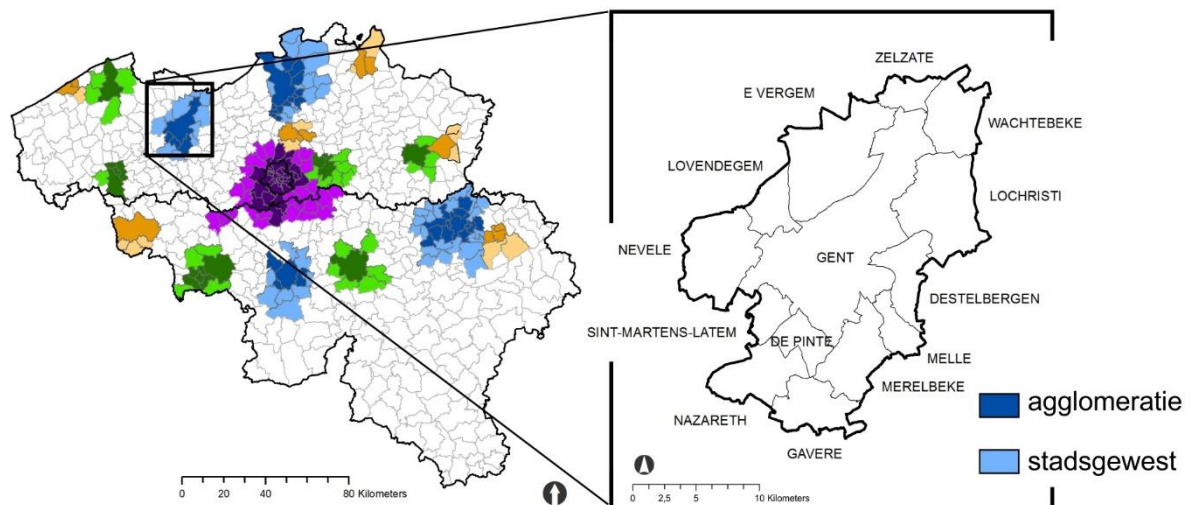 ZELZATE
E VERGEM
WACHTEBEKE
LOVENDEGEM
LOCHRISTI
NEVELE
GENT
DESTELBERGEN
SINT-MARTENS-LATEM
DE PINTE
MELLE
MERELBEKE
NAZARETH
GAVERE
agglomeratie
stadsgewest
0 20 40 80 Kilometers
0 2,5 5 10 Kilometers